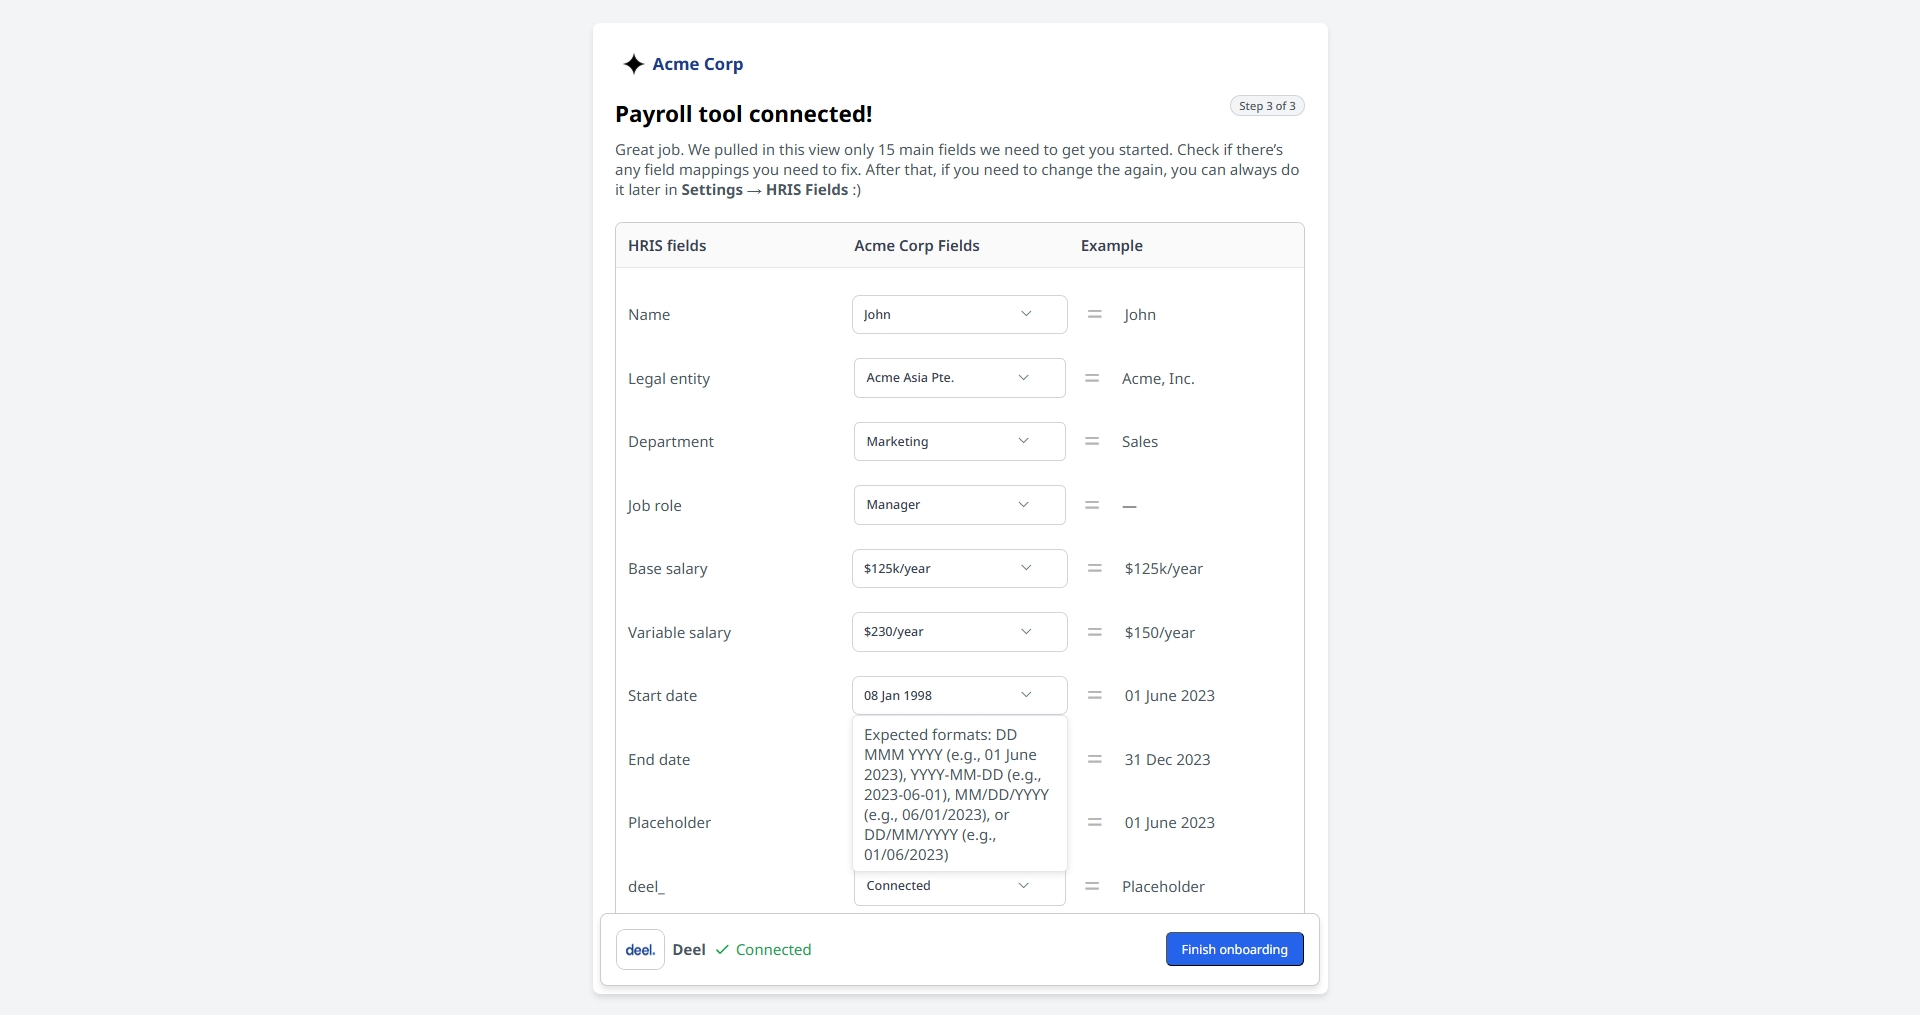 Acme Corp
Payroll tool connected!
Step 3 of 3
Great job. We pulled in this view only 15 main fields we need to get you started. Check if there's
any field mappings you need to fix. After that, if you need to change the again, you can always do
it later in Settings → HRIS Fields :)
HRIS fields Acme Corp Fields Example
Name John = John
Legal entity Acme Asia Pte. = Acme, Inc.
Department Marketing = Sales
Job role Manager = —
Base salary $125k/year = $125k/year
Variable salary $230/year = $150/year
Start date 08 Jan 1998 = 01 June 2023
Expected formats: DD
MMM YYYY (e.g., 01 June
2023), YYYY-MM-DD (e.g.,
2023-06-01), MM/DD/YYYY
(e.g., 06/01/2023), or
DD/MM/YYYY (e.g.,
01/06/2023)
End date = 31 Dec 2023
Placeholder = 01 June 2023
deel_ Connected = Placeholder
deel. Deel ✓ Connected
Finish onboarding